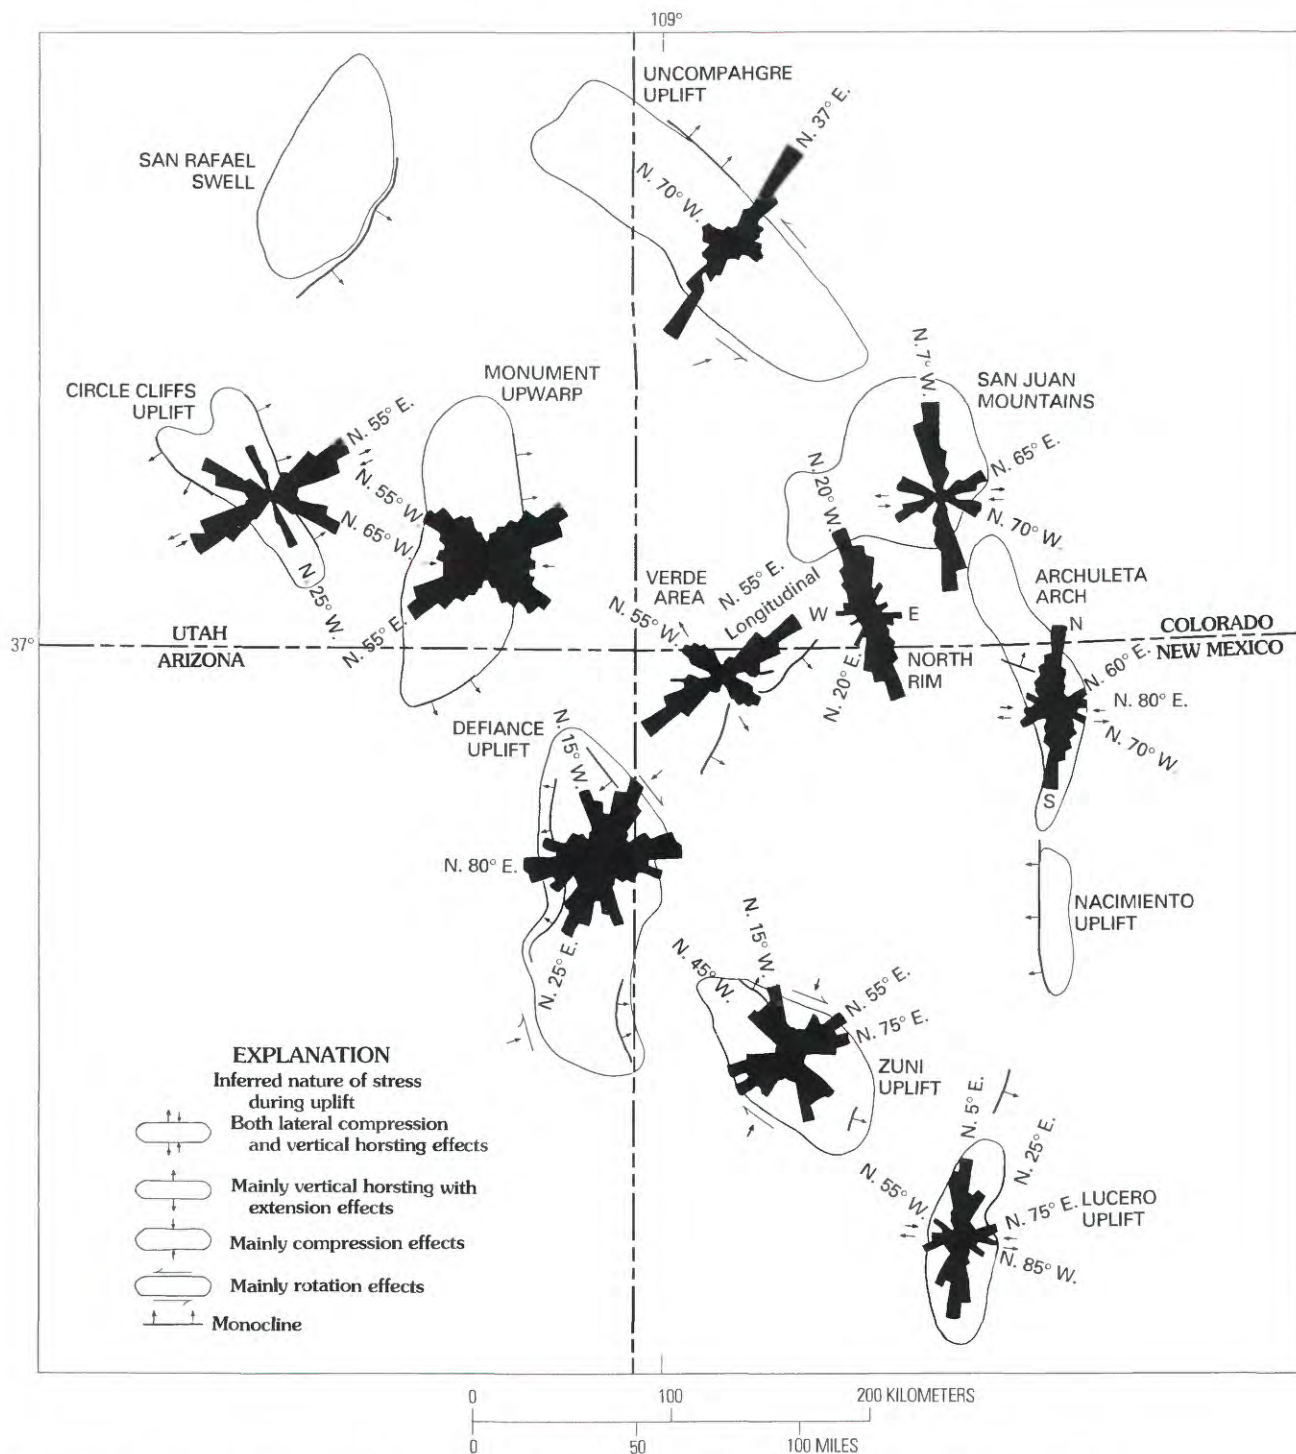 109°
UNCOMPAHGRE
UPLIFT
N. 37° E.
N. 70° W.
SAN RAFAEL
SWELL
CIRCLE CLIFFS
UPLIFT
N. 55° E.
N. 65° W.
N. 25° W.
MONUMENT
UPWARP
N. 55° W.
N. 55° E.
N. 7° W.
SAN JUAN
MOUNTAINS
N. 65° E.
N. 70° W.
N. 20° W.
W
E
N. 20° E.
NORTH
RIM
VERDE
AREA
N. 55° E.
Longitudinal
N. 55° W.
ARCHULETA
ARCH
N
N. 60° E.
N. 80° E.
N. 70° W.
S
37°
UTAH
ARIZONA
COLORADO
NEW MEXICO
DEFIANCE
UPLIFT
N. 15° W.
N. 80° E.
N. 25° E.
NACIMIENTO
UPLIFT
N. 15° W.
N. 45° W.
N. 55° E.
N. 75° E.
ZUNI
UPLIFT
N. 5° E.
N. 25° E.
N. 55° W.
N. 75° E.
LUCERO
UPLIFT
N. 85° W.
EXPLANATION
Inferred nature of stress
during uplift
Both lateral compression
and vertical horsting effects
Mainly vertical horsting with
extension effects
Mainly compression effects
Mainly rotation effects
Monocline
0 100 200 KILOMETERS
0 50 100 MILES